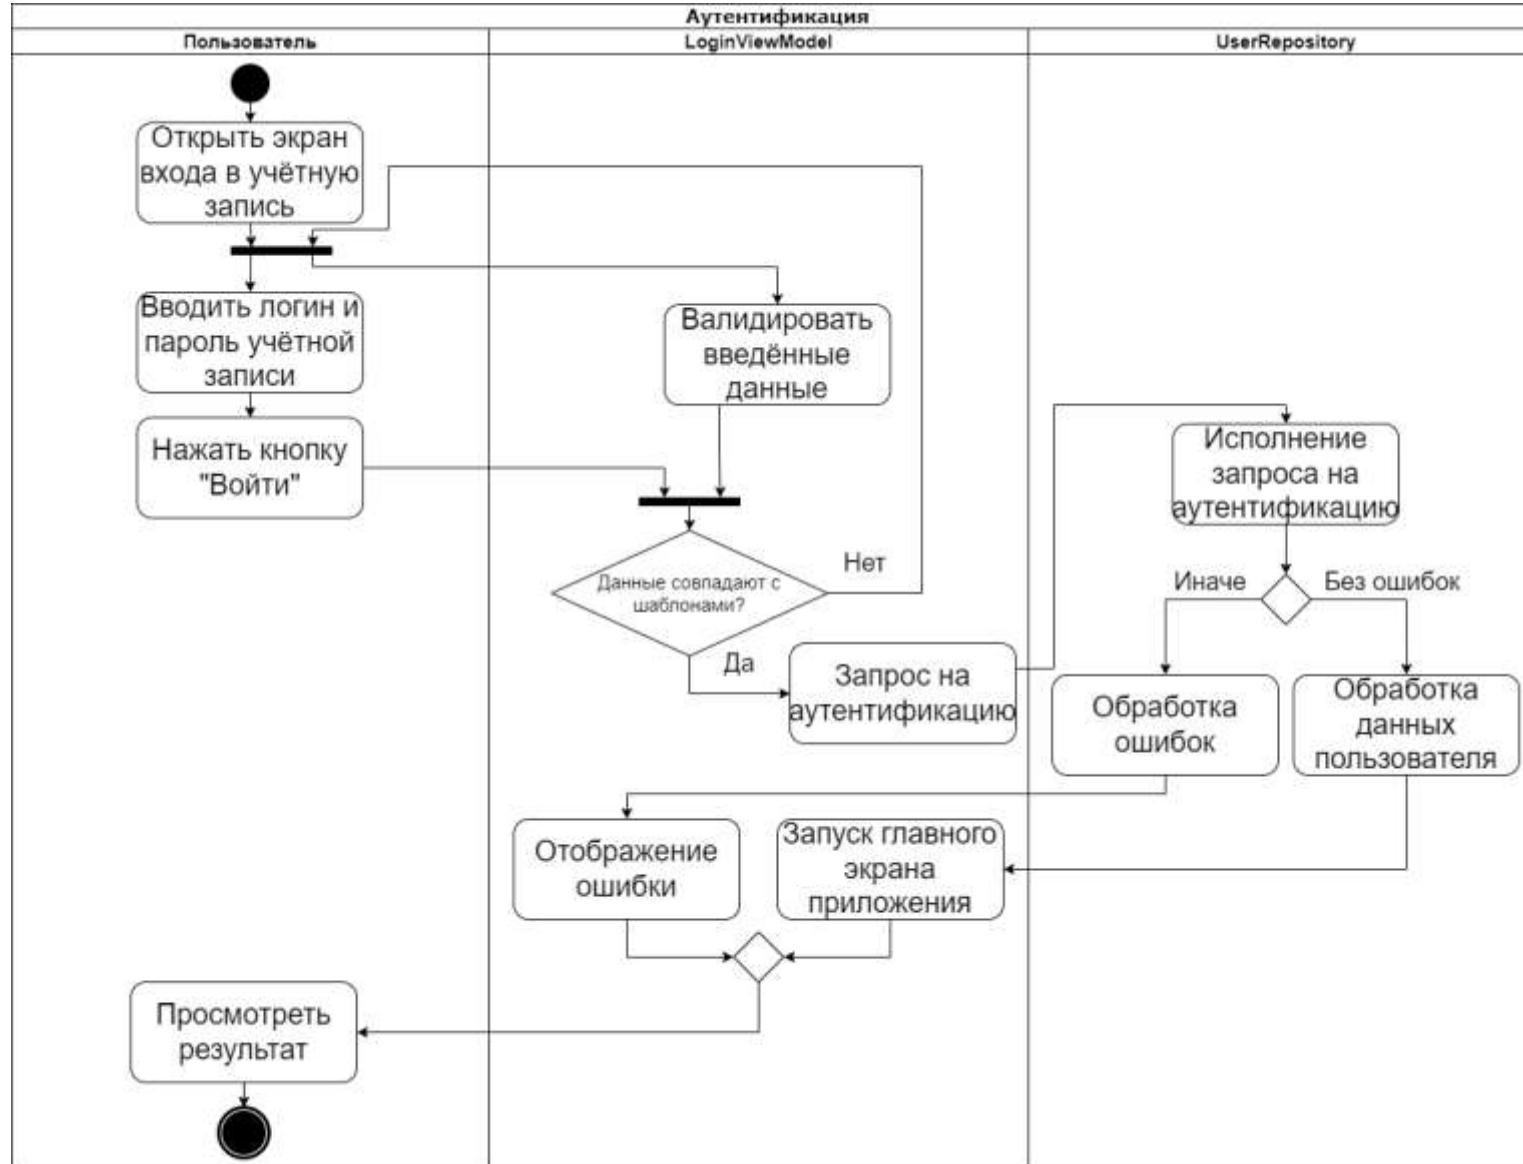 Аутентификация
Пользователь
LoginViewModel
UserRepository
Открыть экран
входа в учётную
запись
Вводить логин и
пароль учётной
записи
Валидировать
введённые
данные
Нажать кнопку
"Войти"
Исполнение
запроса на
аутентификацию
Данные совпадают с
шаблонами?
Нет
Да
Иначе
Без ошибок
Запрос на
аутентификацию
Обработка
ошибок
Обработка
данных
пользователя
Отображение
ошибки
Запуск главного
экрана
приложения
Просмотреть
результат